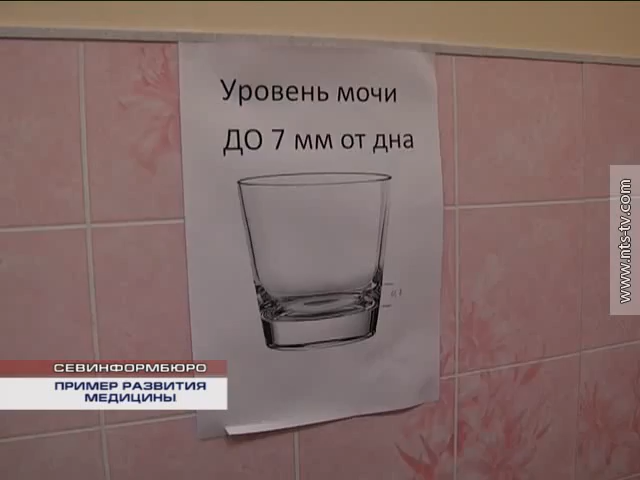 Уровень мочи
ДО 7 мм от дна
www.nts-tv.com
СЕВИНФОРМБЮРО
ПРИМЕР РАЗВИТИЯ
МЕДИЦИНЫ